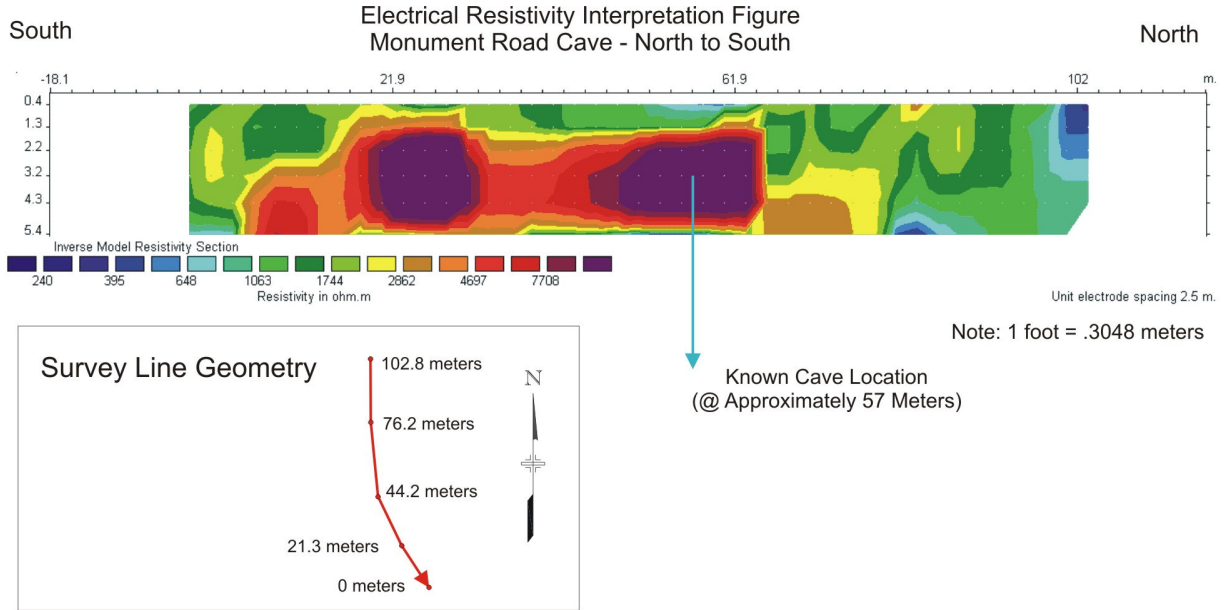 Electrical Resistivity Interpretation Figure
Monument Road Cave - North to South
South
North
-18.1 21.9 61.9 102 m.
0.4
1.3
2.2
3.2
4.3
5.4
Inverse Model Resistivity Section
240 395 648 1063 1744 2862 4697 7708
Resistivity in ohm.m
Unit electrode spacing 2.5 m.
Note: 1 foot = .3048 meters
Known Cave Location
(@ Approximately 57 Meters)
Survey Line Geometry
102.8 meters
76.2 meters
44.2 meters
21.3 meters
0 meters
N